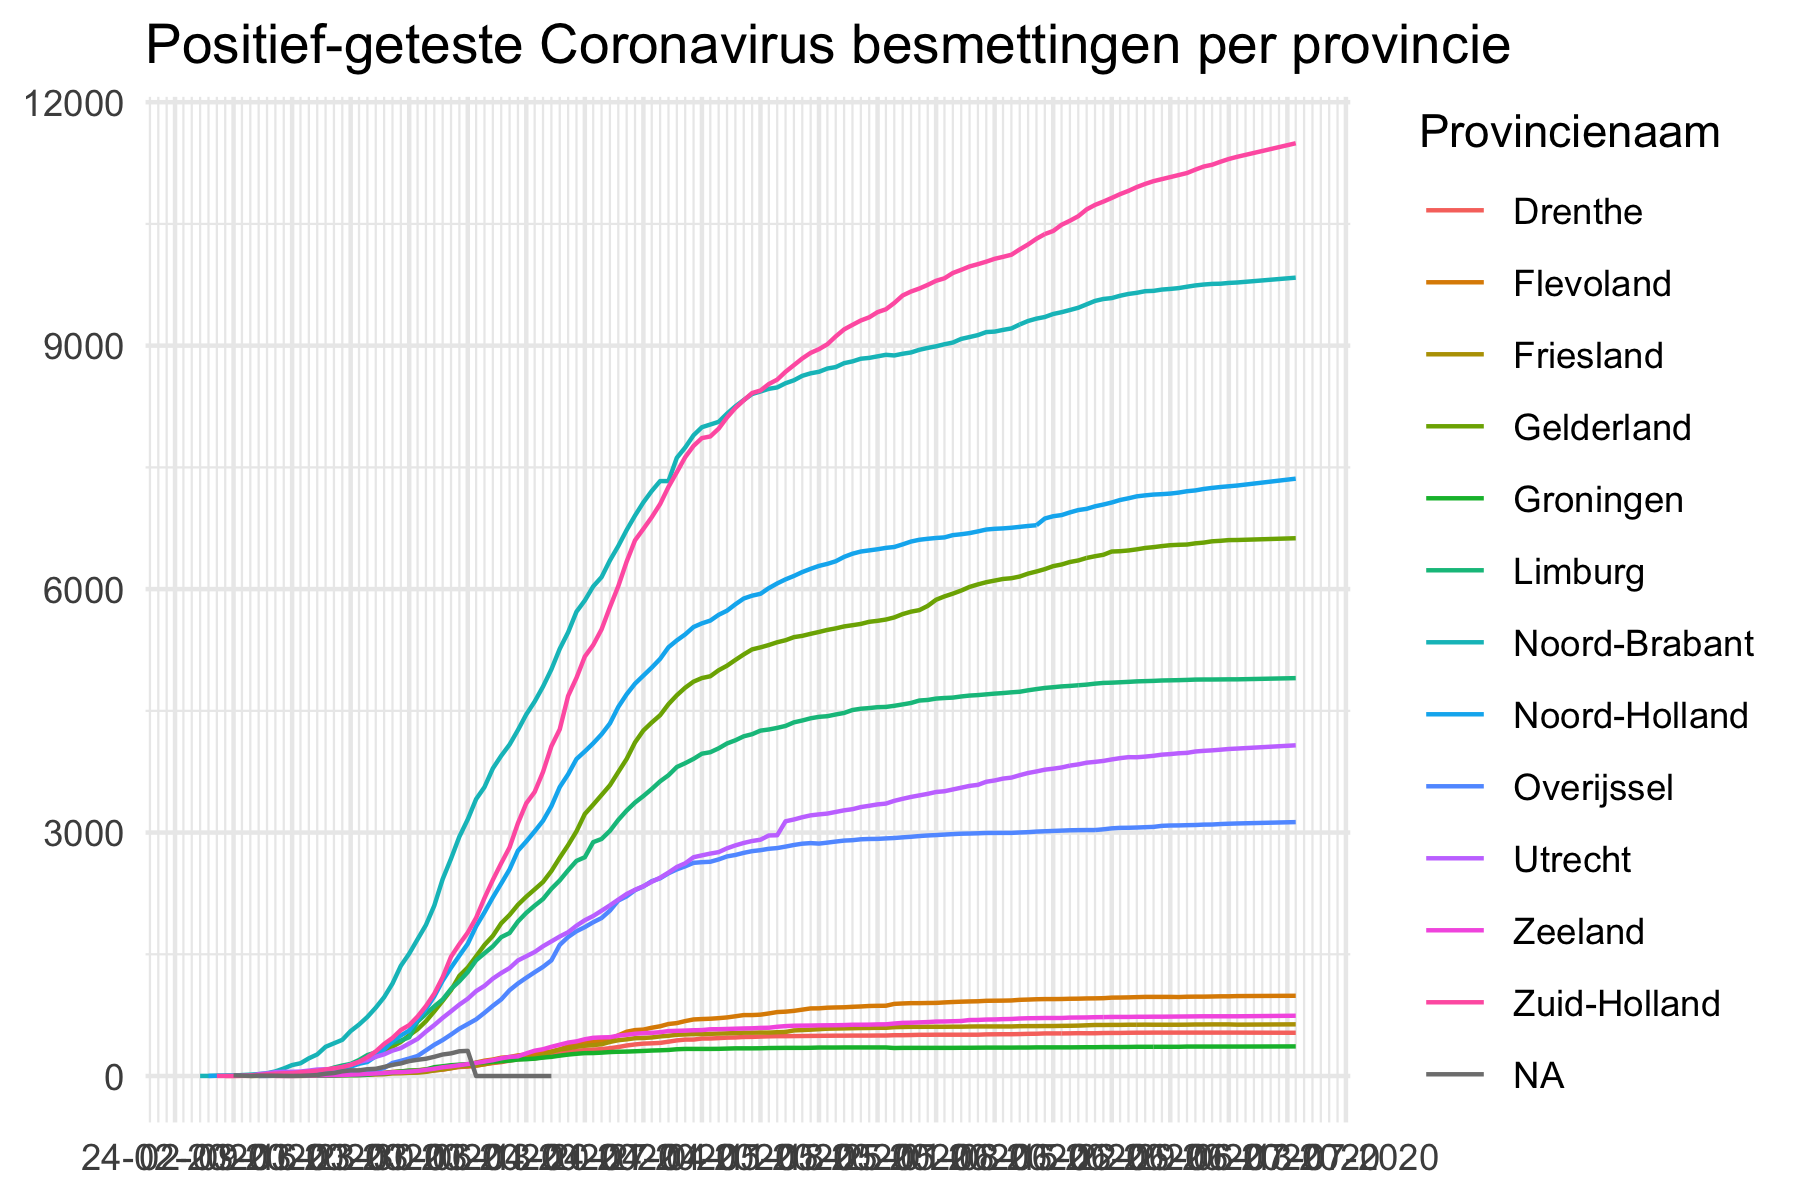 Positief-geteste Coronavirus besmettingen per provincie
12000
9000
6000
3000
0
Provincienaam
Drenthe
Flevoland
Friesland
Gelderland
Groningen
Limburg
Noord-Brabant
Noord-Holland
Overijssel
Utrecht
Zeeland
Zuid-Holland
NA